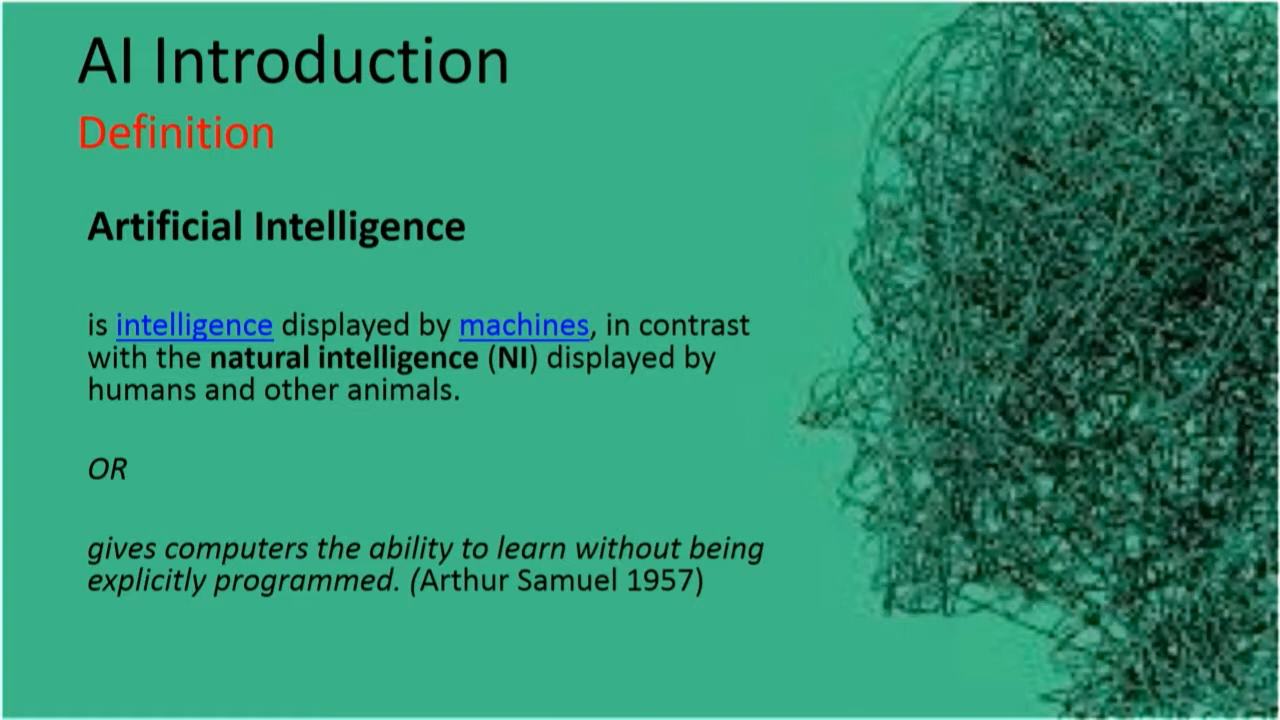 AI Introduction
Definition
Artificial Intelligence
is intelligence displayed by machines, in contrast
with the natural intelligence (NI) displayed by
humans and other animals.
OR
gives computers the ability to learn without being
explicitly programmed. (Arthur Samuel 1957)